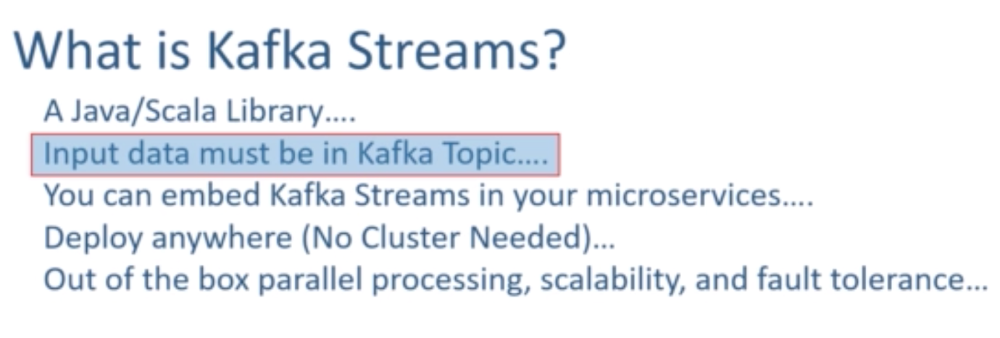 What is Kafka Streams?
A Java/Scala Library....
Input data must be in Kafka Topic....
You can embed Kafka Streams in your microservices....
Deploy anywhere (No Cluster Needed)...
Out of the box parallel processing, scalability, and fault tolerance...